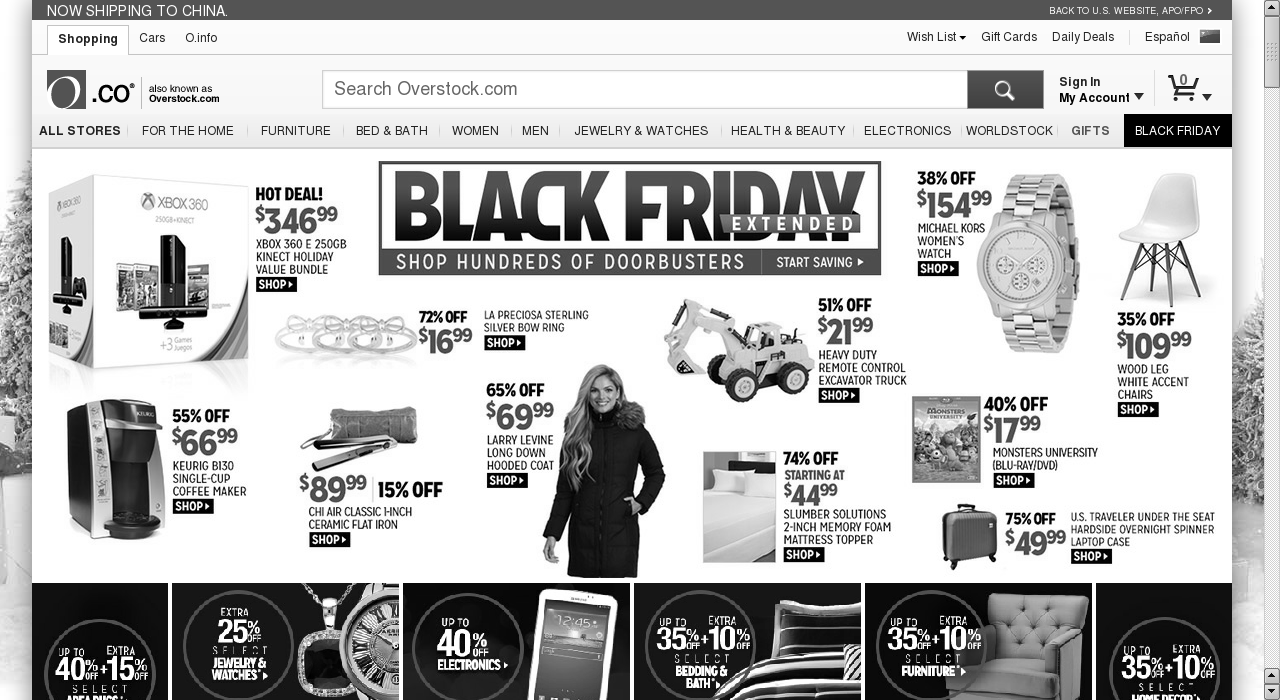 NOW SHIPPING TO CHINA.
BACK TO U.S. WEBSITE, APO/FPO
Shopping Cars O.info
Wish List Gift Cards Daily Deals Español
O .CO® also known as
Overstock.com
Search Overstock.com
Sign In
My Account
0
ALL STORES FOR THE HOME FURNITURE BED & BATH WOMEN MEN JEWELRY & WATCHES HEALTH & BEAUTY ELECTRONICS WORLDSTOCK GIFTS BLACK FRIDAY
XBOX 360
250GB+KINECT
+3 Games
Juegos
HOT DEAL!
$346.99
XBOX 360 E 250GB
KINECT HOLIDAY
VALUE BUNDLE
SHOP
BLACK FRIDAY
EXTENDED
SHOP HUNDREDS OF DOORBUSTERS
START SAVING
38% OFF
$154.99
MICHAEL KORS
WOMEN'S
WATCH
SHOP
35% OFF
$109.99
WOOD LEG
WHITE ACCENT
CHAIRS
SHOP
72% OFF
$16.99
LA PRECIOSA STERLING
SILVER BOW RING
SHOP
51% OFF
$21.99
HEAVY DUTY
REMOTE CONTROL
EXCAVATOR TRUCK
SHOP
55% OFF
$66.99
KEURIG B130
SINGLE-CUP
COFFEE MAKER
SHOP
KEURIG
$89.99 15% OFF
CHI AIR CLASSIC 1-INCH
CERAMIC FLAT IRON
SHOP
65% OFF
$69.99
LARRY LEVINE
LONG DOWN
HOODED COAT
SHOP
74% OFF
STARTING AT
$44.99
SLUMBER SOLUTIONS
2-INCH MEMORY FOAM
MATTRESS TOPPER
SHOP
MONSTERS
UNIVERSITY
40% OFF
$17.99
MONSTERS UNIVERSITY
(BLU-RAY/DVD)
SHOP
75% OFF
$49.99
U.S. TRAVELER UNDER THE SEAT
HARDSIDE OVERNIGHT SPINNER
LAPTOP CASE
SHOP
UP TO EXTRA
40% OFF + 15% OFF
SELECT
AREA RUGS*
EXTRA
25% OFF
SELECT
JEWELRY &
WATCHES*
UP TO
40% OFF
ELECTRONICS
12:45
UP TO EXTRA
35% OFF + 10% OFF
SELECT
BEDDING &
BATH*
UP TO EXTRA
35% OFF + 10% OFF
SELECT
FURNITURE*
UP TO EXTRA
35% OFF + 10% OFF
SELECT
HOME DECOR*